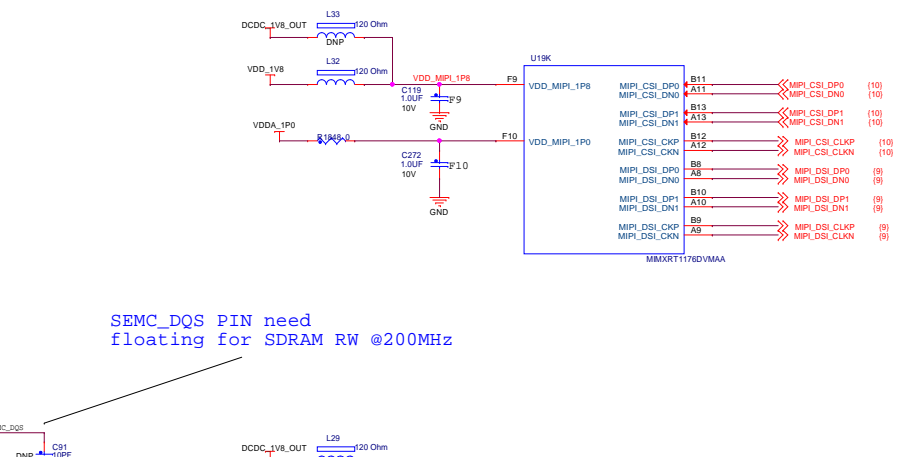 L33
DCDC_1V8_OUT
120 Ohm
DNP
L32
VDD_1V8
120 Ohm
VDD_MIPI_1P8
C119
1.0UF
10V
F9
GND
VDDA_1P0
R1848 0
C272
1.0UF
10V
F10
GND
U19K
F9
VDD_MIPI_1P8
F10
VDD_MIPI_1P0
MIPI_CSI_DP0 B11 MIPI_CSI_DP0 {10}
MIPI_CSI_DN0 A11 MIPI_CSI_DN0 {10}
MIPI_CSI_DP1 B13 MIPI_CSI_DP1 {10}
MIPI_CSI_DN1 A13 MIPI_CSI_DN1 {10}
MIPI_CSI_CKP B12 MIPI_CSI_CLKP {10}
MIPI_CSI_CKN A12 MIPI_CSI_CLKN {10}
MIPI_DSI_DP0 B8 MIPI_DSI_DP0 {9}
MIPI_DSI_DN0 A8 MIPI_DSI_DN0 {9}
MIPI_DSI_DP1 B10 MIPI_DSI_DP1 {9}
MIPI_DSI_DN1 A10 MIPI_DSI_DN1 {9}
MIPI_DSI_CKP B9 MIPI_DSI_CLKP {9}
MIPI_DSI_CKN A9 MIPI_DSI_CLKN {9}
MIMXRT1176DVMAA
SEMC_DQS PIN need
floating for SDRAM RW @200MHz
MC_DQS
C91
DNP
10PF
L29
DCDC_1V8_OUT
120 Ohm